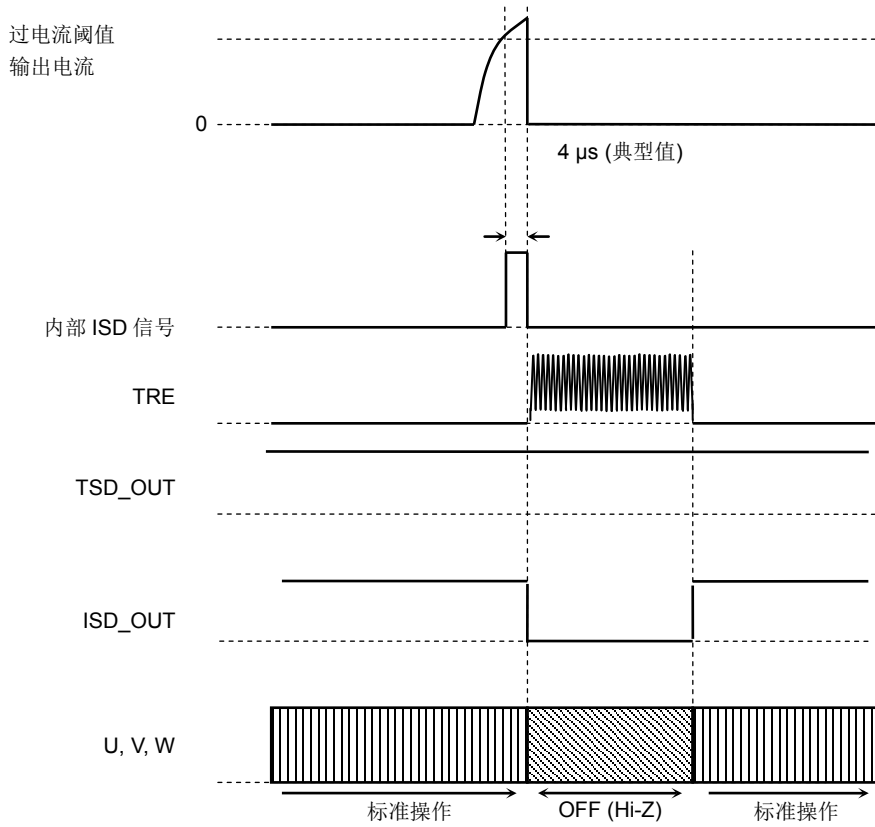 过电流阈值
输出电流
0
4 μs (典型值)
内部 ISD 信号
TRE
TSD_OUT
ISD_OUT
U, V, W
标准操作
OFF (Hi-Z)
标准操作